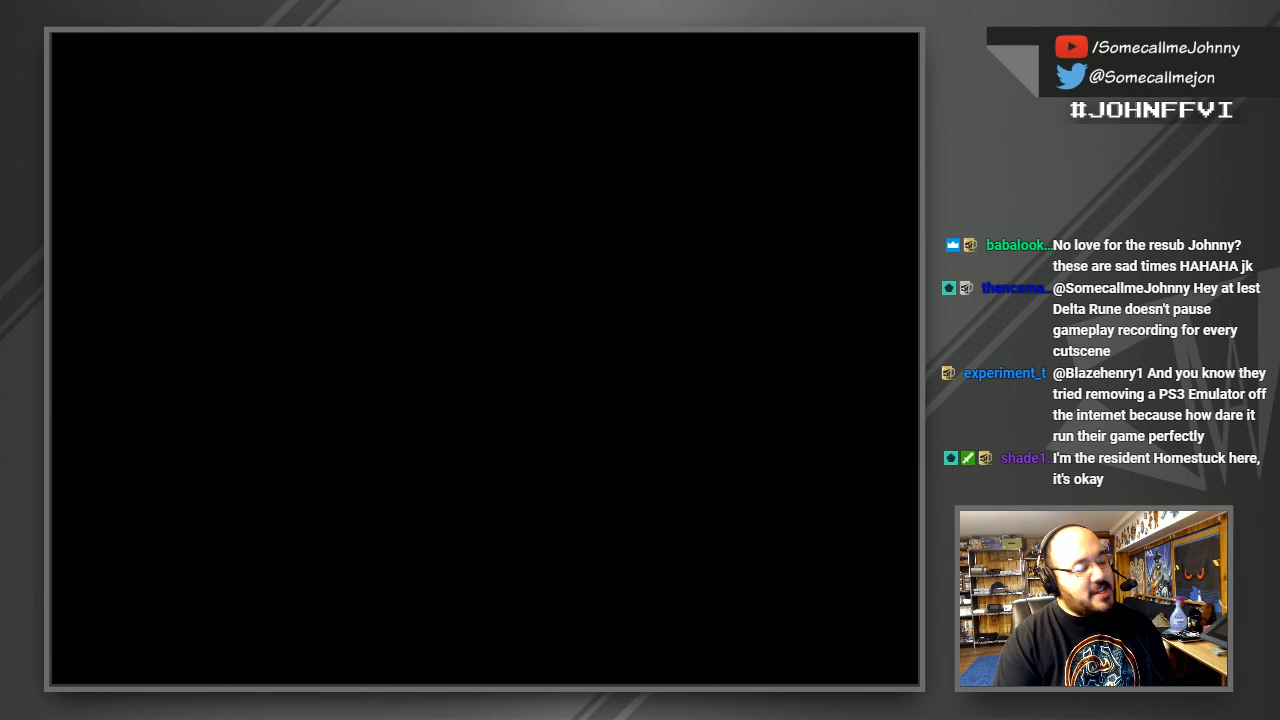 /SomecallmeJohnny
@Somecallmejon
#JOHNFFVI
babalook... No love for the resub Johnny?
these are sad times HAHAHA jk
@SomecallmeJohnny Hey at lest
Delta Rune doesn't pause
gameplay recording for every
cutscene
experiment_t @Blazehenry1 And you know they
tried removing a PS3 Emulator off
the internet because how dare it
run their game perfectly
shade1... I'm the resident Homestuck here,
it's okay